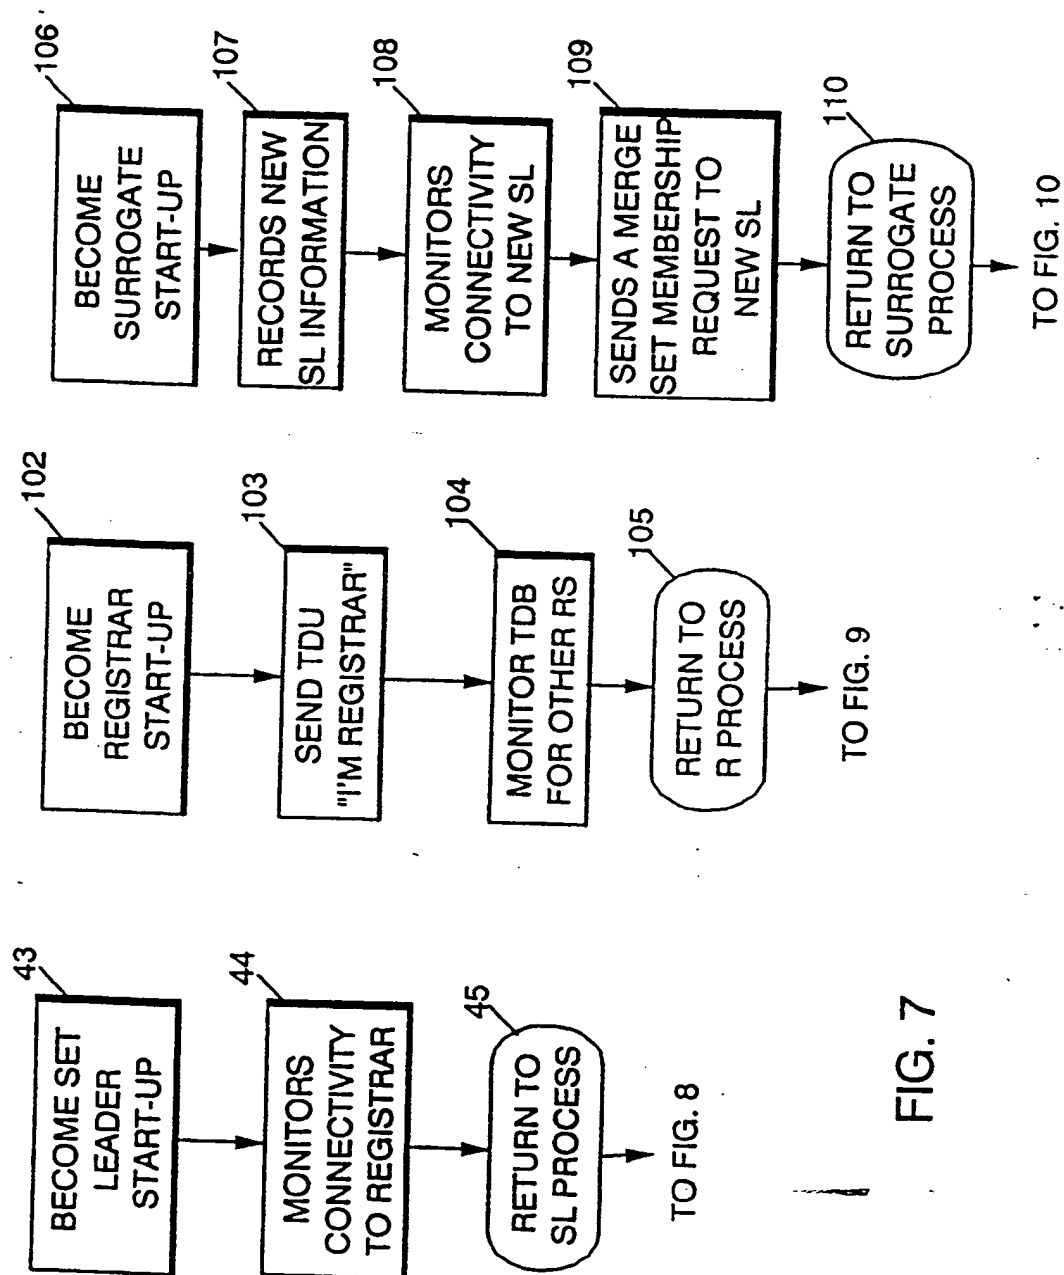 43
BECOME SET
LEADER
START-UP
44
MONITORS
CONNECTIVITY
TO REGISTRAR
45
RETURN TO
SL PROCESS
TO FIG. 8
102
BECOME
REGISTRAR
START-UP
103
SEND TDU
"I'M REGISTRAR"
104
MONITOR TDB
FOR OTHER RS
105
RETURN TO
R PROCESS
TO FIG. 9
106
BECOME
SURROGATE
START-UP
107
RECORDS NEW
SL INFORMATION
108
MONITORS
CONNECTIVITY
TO NEW SL
109
SENDS A MERGE
SET MEMBERSHIP
REQUEST TO
NEW SL
110
RETURN TO
SURROGATE
PROCESS
TO FIG. 10
FIG. 7